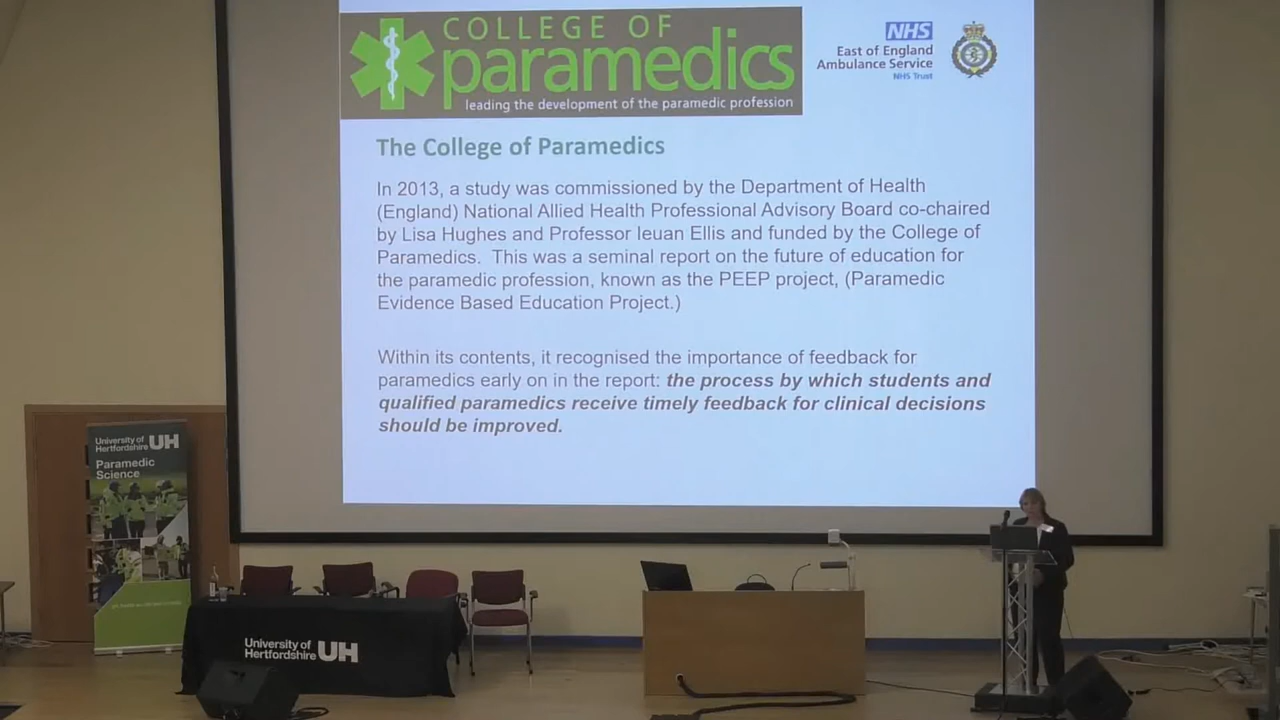 COLLEGE OF
paramedics
leading the development of the paramedic profession
NHS
East of England
Ambulance Service
NHS Trust
The College of Paramedics
In 2013, a study was commissioned by the Department of Health
(England) National Allied Health Professional Advisory Board co-chaired
by Lisa Hughes and Professor Ieuan Ellis and funded by the College of
Paramedics.  This was a seminal report on the future of education for
the paramedic profession, known as the PEEP project, (Paramedic
Evidence Based Education Project.)
Within its contents, it recognised the importance of feedback for
paramedics early on in the report: the process by which students and
qualified paramedics receive timely feedback for clinical decisions
should be improved.
University of
Hertfordshire UH
Paramedic
Science
University of
Hertfordshire UH